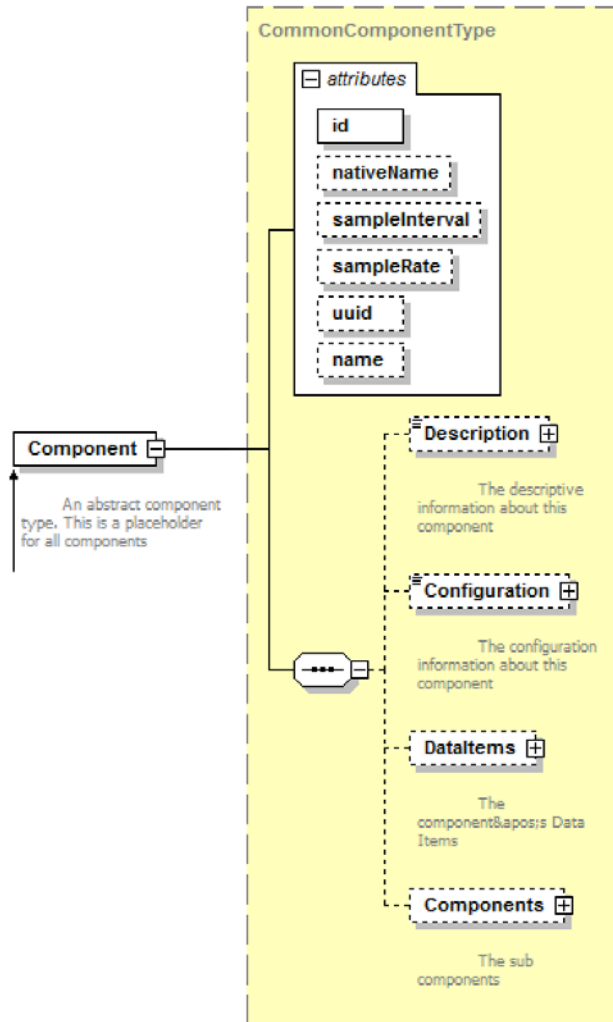 CommonComponentType
attributes
id
nativeName
sampleInterval
sampleRate
uuid
name
Component
An abstract component
type. This is a placeholder
for all components
Description
The descriptive
information about this
component
Configuration
The configuration
information about this
component
DataItems
The
component&apos;s Data
Items
Components
The sub
components